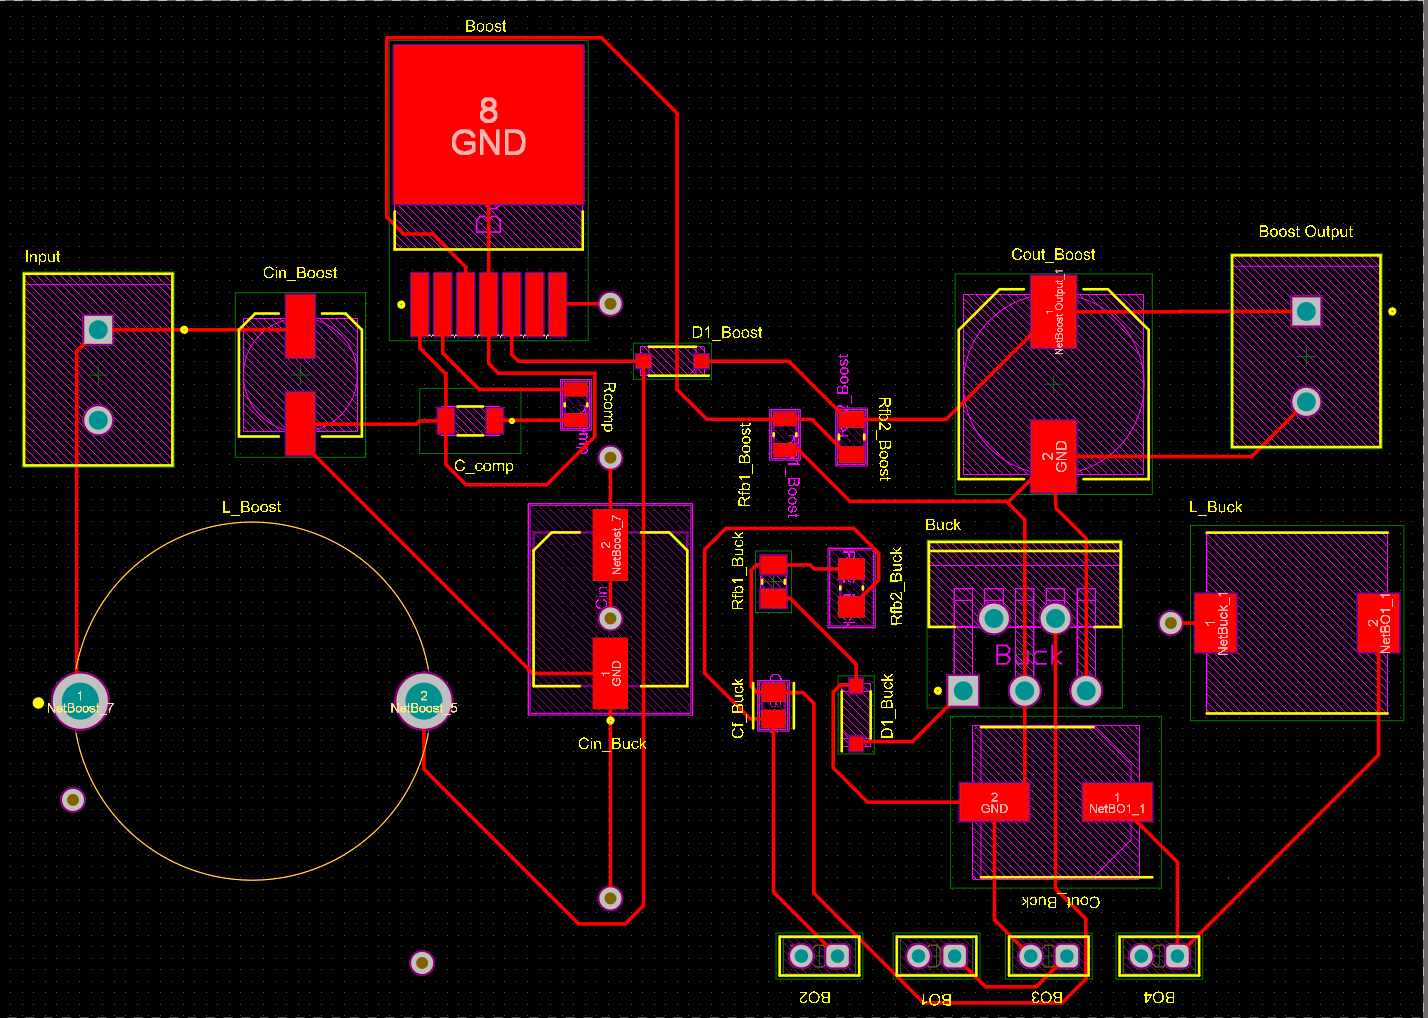 Boost
8
GND
Input
Cin_Boost
Cout_Boost
Boost Output
1
NetBoost Output_1
D1_Boost
Rcomp
C_comp
Rfb1_Boost
Rfb2_Boost
2
GND
L_Boost
Buck
L_Buck
2
NetBoost_7
Cin
1
GND
Rfb1_Buck
Rfb2_Buck
Buck
1
NetBuck_1
2
NetBO1_1
1
NetBoost_7
2
NetBoost_5
Cin_Buck
Cf_Buck
D1_Buck
2
GND
1
NetBO1_1
Cout_Buck
BO2
BO1
BO3
BO4